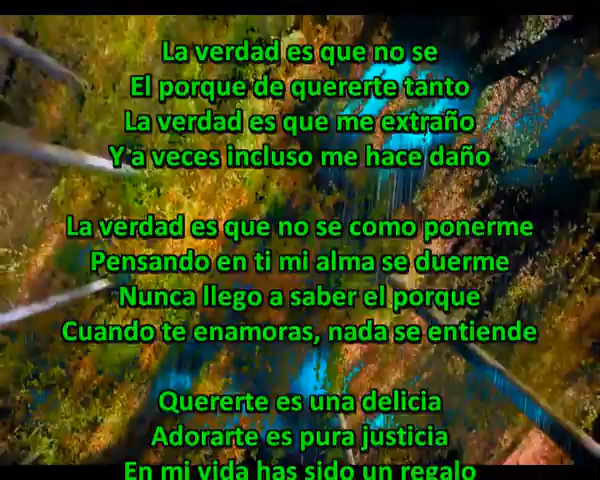 La verdad es que no se
El porque de quererte tanto
La verdad es que me extraño
Y a veces incluso me hace daño
La verdad es que no se como ponerme
Pensando en ti mi alma se duerme
Nunca llego a saber el porque
Cuando te enamoras, nada se entiende
Quererte es una delicia
Adorarte es pura justicia
En mi vida has sido un regalo